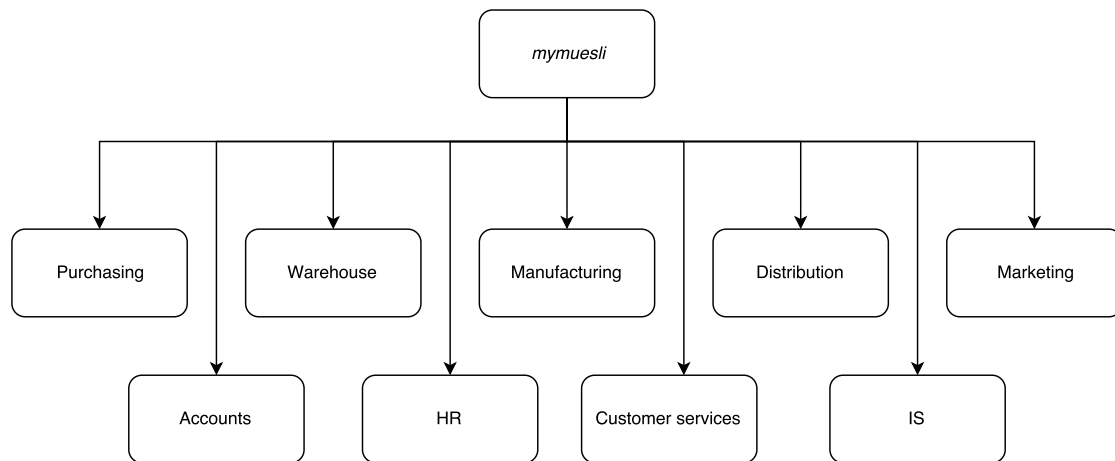 mymuesli
Purchasing
Warehouse
Manufacturing
Distribution
Marketing
Accounts
HR
Customer services
IS